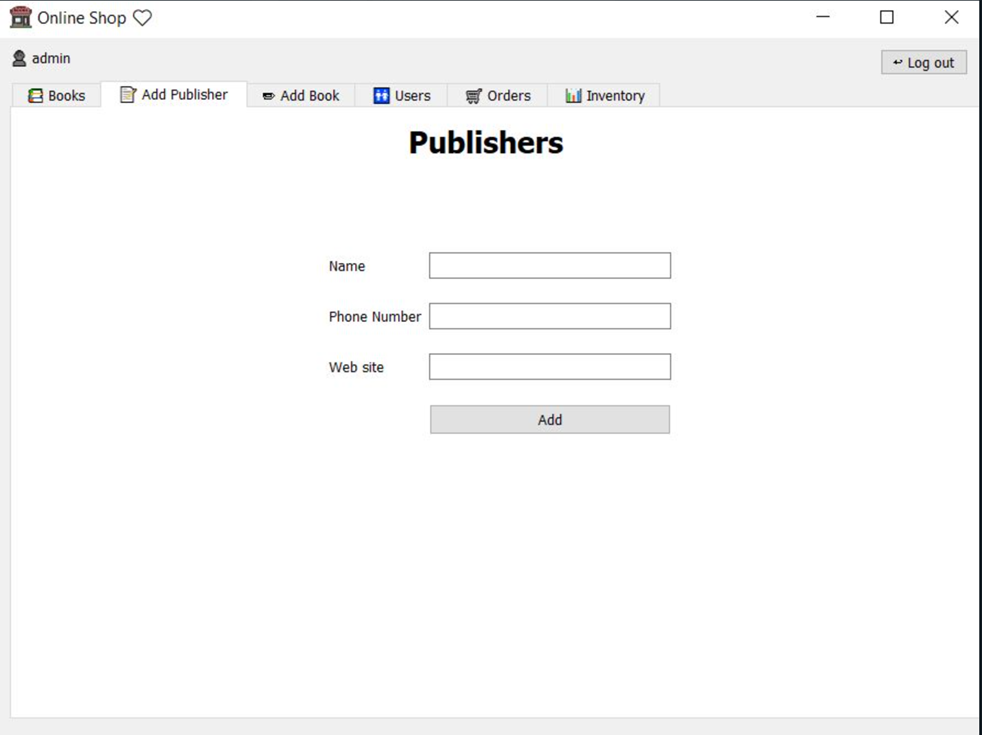 Online Shop
admin
Log out
Books Add Publisher Add Book Users Orders Inventory
Publishers
Name
Phone Number
Web site
Add